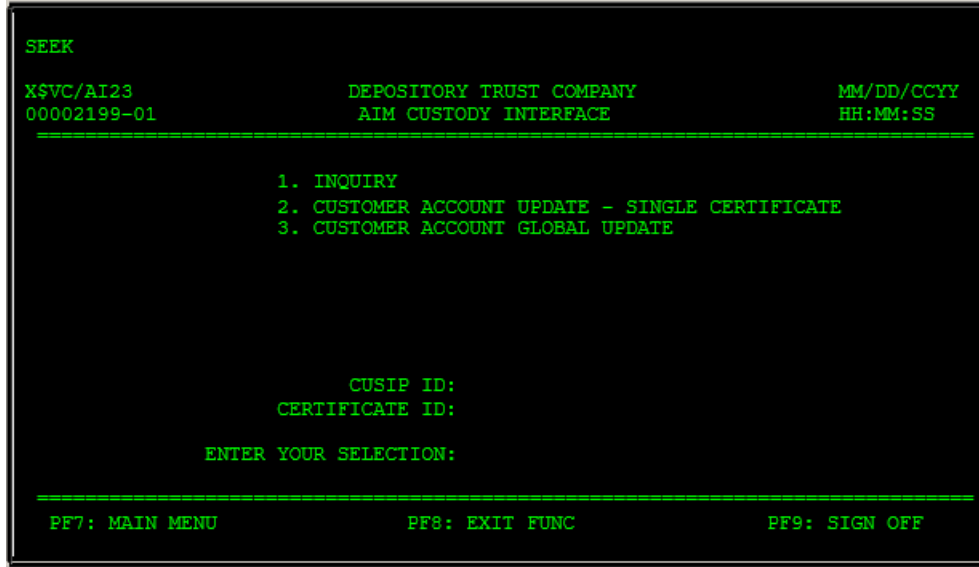 SEEK
X$VC/AI23 DEPOSITORY TRUST COMPANY MM/DD/CCYY
00002199-01 AIM CUSTODY INTERFACE HH:MM:SS
1. INQUIRY
2. CUSTOMER ACCOUNT UPDATE - SINGLE CERTIFICATE
3. CUSTOMER ACCOUNT GLOBAL UPDATE
CUSIP ID:
CERTIFICATE ID:
ENTER YOUR SELECTION:
PF7: MAIN MENU PF8: EXIT FUNC PF9: SIGN OFF